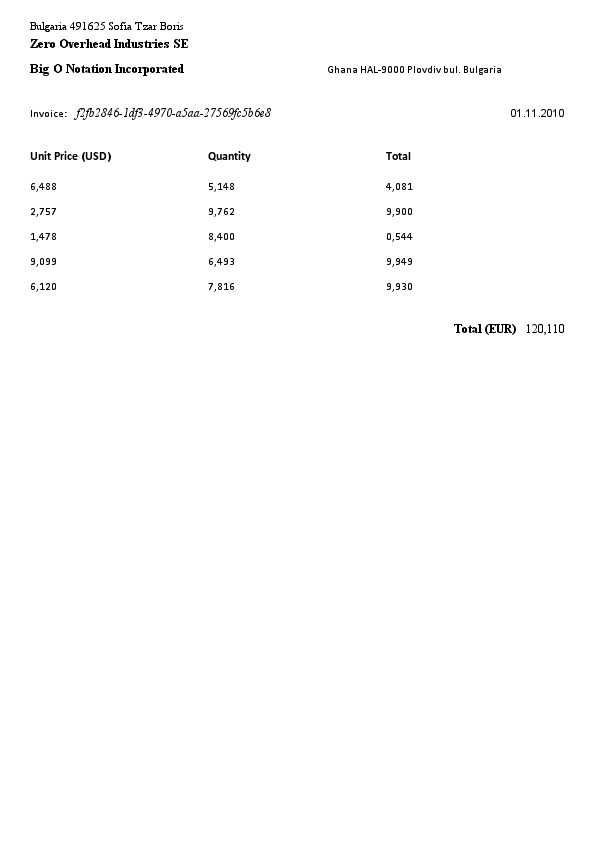 Bulgaria 491625 Sofia Tzar Boris
Zero Overhead Industries SE
Big O Notation Incorporated Ghana HAL-9000 Plovdiv bul. Bulgaria
Invoice: f2fb2846-1df3-4970-a5aa-27569fc5b6e8 01.11.2010
Unit Price (USD) Quantity Total
6,488 5,148 4,081
2,757 9,762 9,900
1,478 8,400 0,544
9,099 6,493 9,949
6,120 7,816 9,930
Total (EUR) 120,110